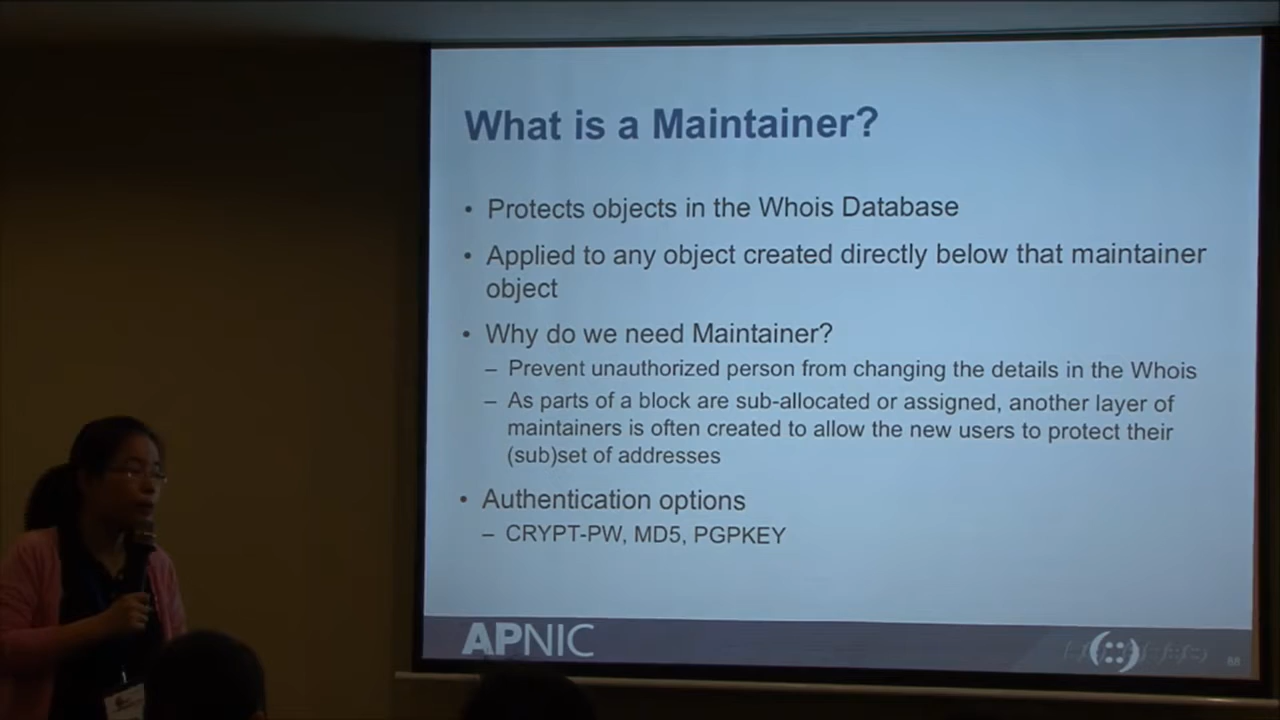 What is a Maintainer?
• Protects objects in the Whois Database
• Applied to any object created directly below that maintainer
object
• Why do we need Maintainer?
– Prevent unauthorized person from changing the details in the Whois
– As parts of a block are sub-allocated or assigned, another layer of
maintainers is often created to allow the new users to protect their
(sub)set of addresses
• Authentication options
– CRYPT-PW, MD5, PGPKEY
APNIC
88